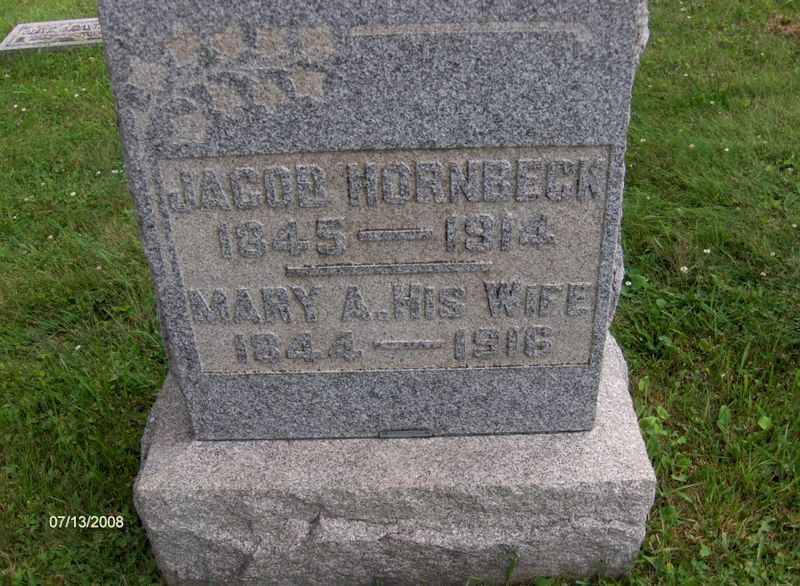 JACOB HORNBECK
1845 — 1914
MARY A. HIS WIFE
1844 — 1916
07/13/2008